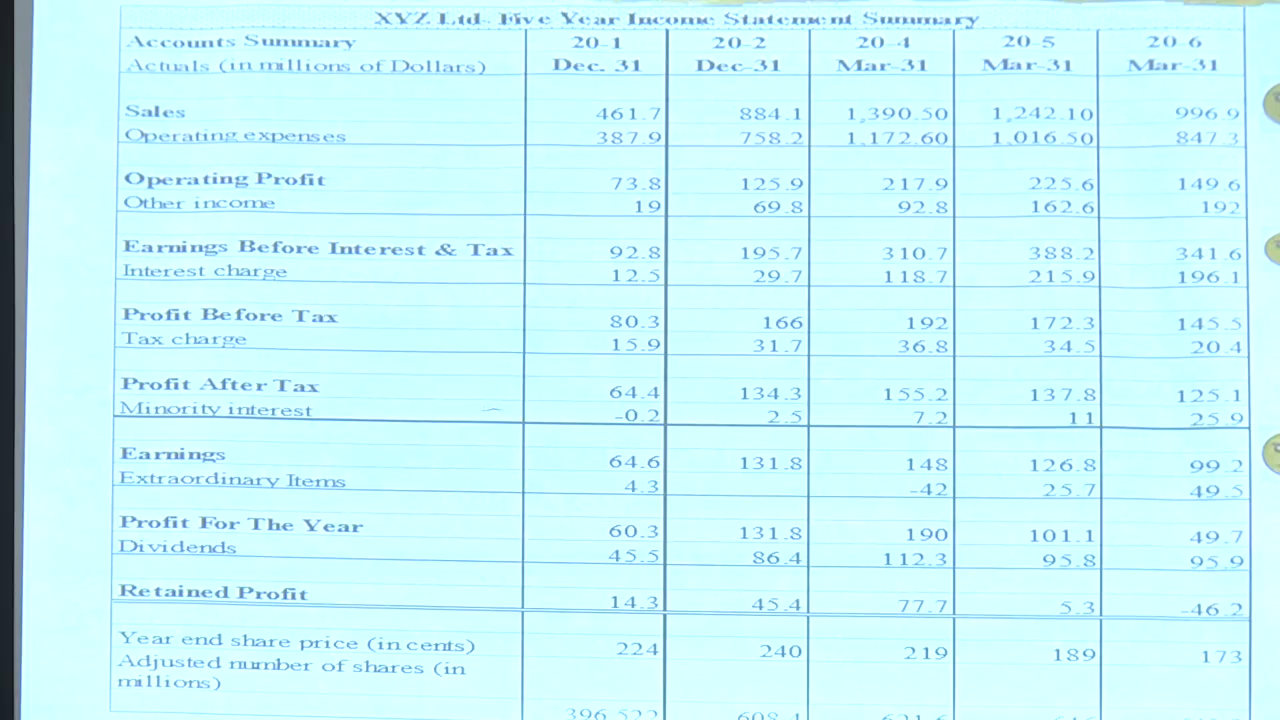 XYZ Ltd- Five Year Income Statement Summary
Accounts Summary 20-1 20-2 20-4 20-5 20-6
Actuals (in millions of Dollars) Dec. 31 Dec-31 Mar-31 Mar-31 Mar-31
Sales 461.7 884.1 1,390.50 1,242.10 996.9
Operating expenses 387.9 758.2 1,172.60 1,016.50 847.3
Operating Profit 73.8 125.9 217.9 225.6 149.6
Other income 19 69.8 92.8 162.6 192
Earnings Before Interest & Tax 92.8 195.7 310.7 388.2 341.6
Interest charge 12.5 29.7 118.7 215.9 196.1
Profit Before Tax 80.3 166 192 172.3 145.5
Tax charge 15.9 31.7 36.8 34.5 20.4
Profit After Tax 64.4 134.3 155.2 137.8 125.1
Minority interest -0.2 2.5 7.2 11 25.9
Earnings 64.6 131.8 148 126.8 99.2
Extraordinary Items 4.3 -42 25.7 49.5
Profit For The Year 60.3 131.8 190 101.1 49.7
Dividends 45.5 86.4 112.3 95.8 95.9
Retained Profit 14.3 45.4 77.7 5.3 -46.2
Year end share price (in cents) 224 240 219 189 173
Adjusted number of shares (in
millions)